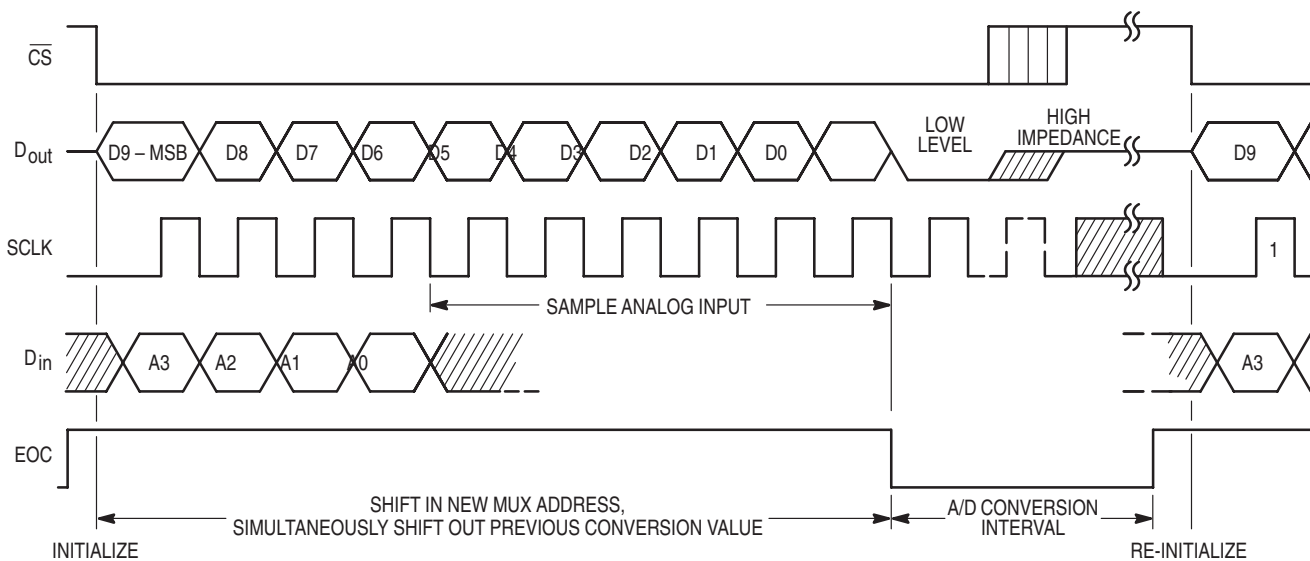 CS
LOW
LEVEL
HIGH
IMPEDANCE
Dout
D9 – MSB D8 D7 D6 D5 D4 D3 D2 D1 D0 D9
SCLK
1
SAMPLE ANALOG INPUT
Din
A3 A2 A1 A0 A3
EOC
SHIFT IN NEW MUX ADDRESS,
SIMULTANEOUSLY SHIFT OUT PREVIOUS CONVERSION VALUE
A/D CONVERSION
INTERVAL
INITIALIZE
RE-INITIALIZE